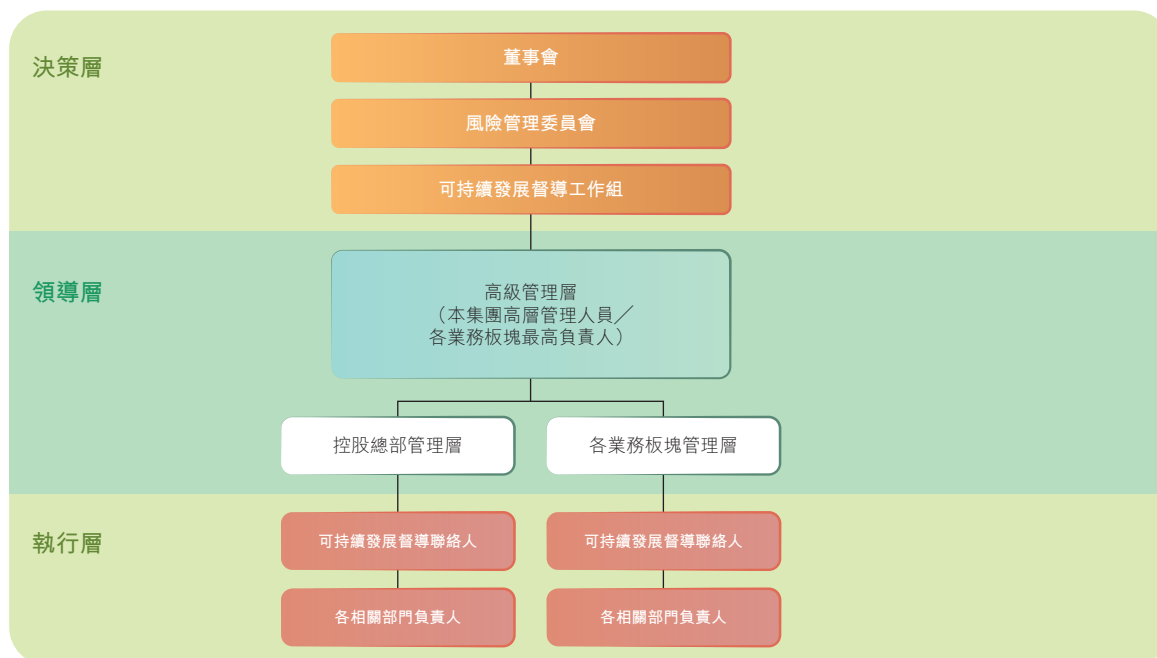 決策層
董事會
風險管理委員會
可持續發展督導工作組
領導層
高級管理層
（本集團高層管理人員／
各業務板塊最高負責人）
控股總部管理層
各業務板塊管理層
執行層
可持續發展督導聯絡人
可持續發展督導聯絡人
各相關部門負責人
各相關部門負責人